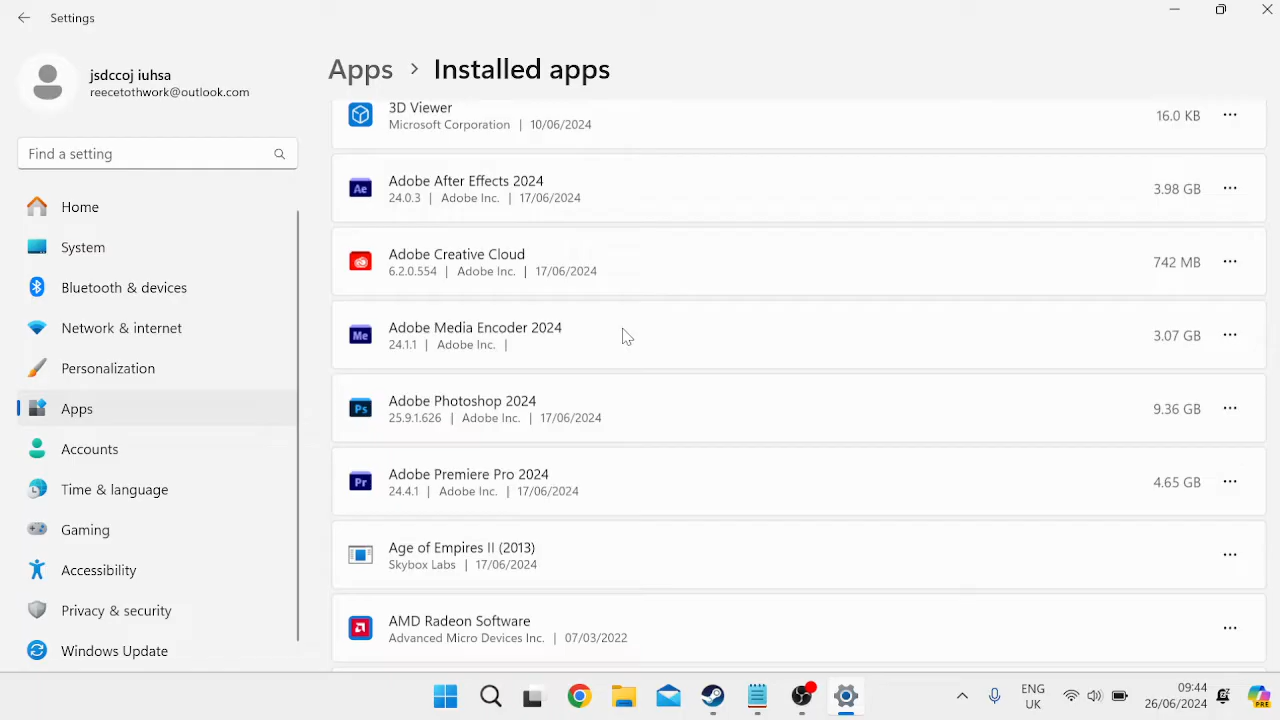 Settings
jsdccoj iuhsa
reecetothwork@outlook.com
Find a setting
Home
System
Bluetooth & devices
Network & internet
Personalization
Apps
Accounts
Time & language
Gaming
Accessibility
Privacy & security
Windows Update
Apps > Installed apps
3D Viewer
Microsoft Corporation | 10/06/2024
16.0 KB
Adobe After Effects 2024
24.0.3 | Adobe Inc. | 17/06/2024
3.98 GB
Ae
Adobe Creative Cloud
6.2.0.554 | Adobe Inc. | 17/06/2024
742 MB
Adobe Media Encoder 2024
24.1.1 | Adobe Inc. |
3.07 GB
Me
Adobe Photoshop 2024
25.9.1.626 | Adobe Inc. | 17/06/2024
9.36 GB
Ps
Adobe Premiere Pro 2024
24.4.1 | Adobe Inc. | 17/06/2024
4.65 GB
Pr
Age of Empires II (2013)
Skybox Labs | 17/06/2024
AMD Radeon Software
Advanced Micro Devices Inc. | 07/03/2022
ENG
UK
09:44
26/06/2024
PRE